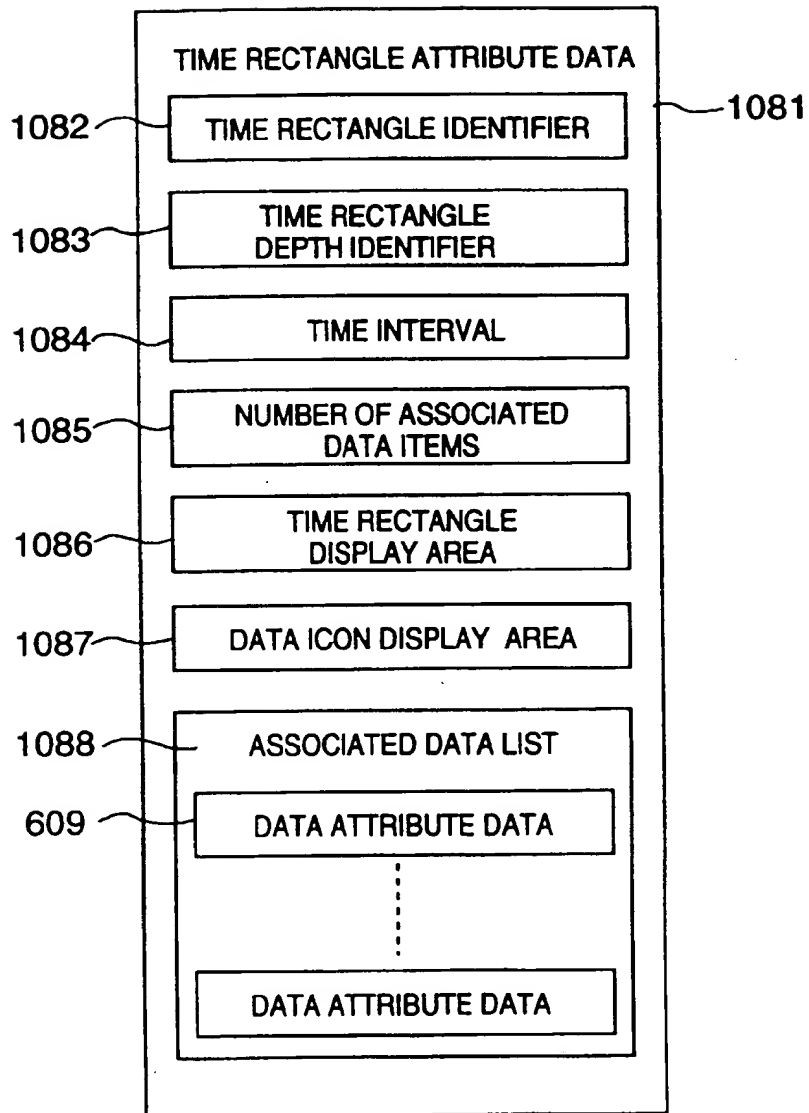 TIME RECTANGLE ATTRIBUTE DATA
1081
1082
TIME RECTANGLE IDENTIFIER
1083
TIME RECTANGLE
DEPTH IDENTIFIER
1084
TIME INTERVAL
1085
NUMBER OF ASSOCIATED
DATA ITEMS
1086
TIME RECTANGLE
DISPLAY AREA
1087
DATA ICON DISPLAY AREA
1088
ASSOCIATED DATA LIST
609
DATA ATTRIBUTE DATA
DATA ATTRIBUTE DATA